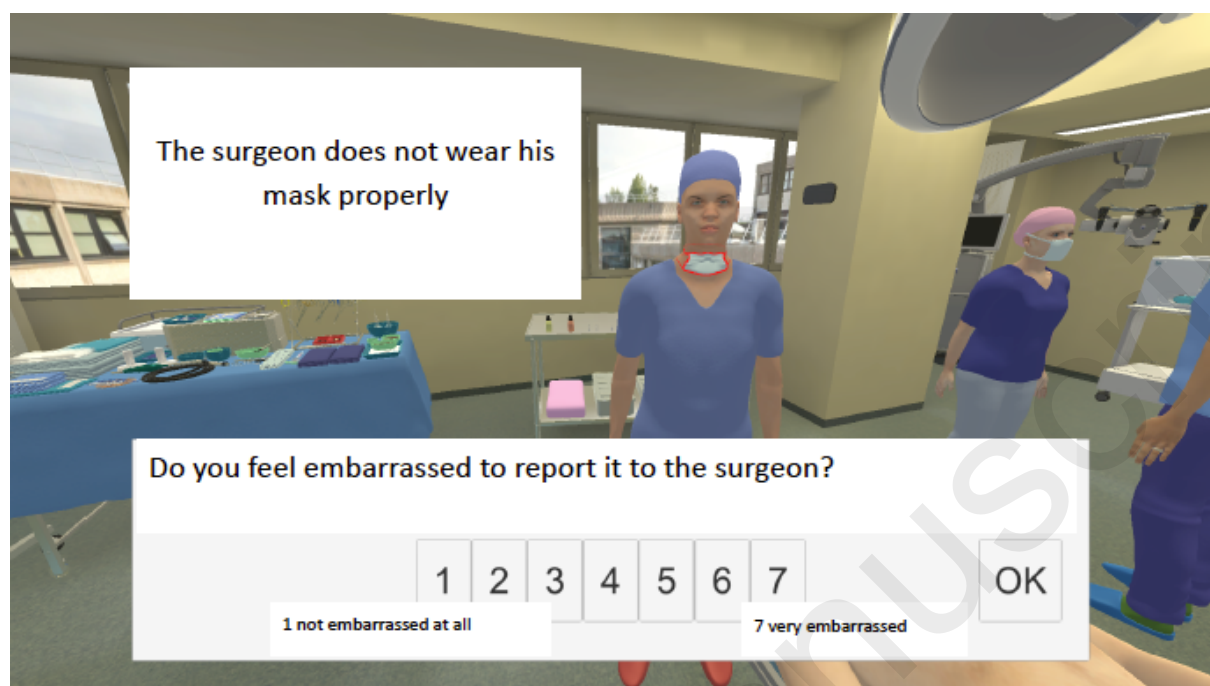 The surgeon does not wear his
mask properly
Do you feel embarrassed to report it to the surgeon?
1 2 3 4 5 6 7 OK
1 not embarrassed at all 7 very embarrassed